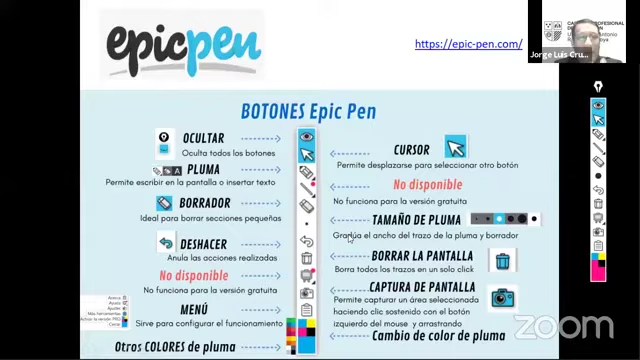 epicpen
https://epic-pen.com/
Jorge Luis Cru...
BOTONES Epic Pen
OCULTAR
Oculta todos los botones
PLUMA
Permite escribir en la pantalla o insertar texto
BORRADOR
Ideal para borrar secciones pequeñas
DESHACER
Anula las acciones realizadas
No disponible
No funciona para la versión gratuita
MENÚ
Sirve para configurar el funcionamiento
Otros COLORES de pluma
CURSOR
Permite desplazarse para seleccionar otro botón
No disponible
No funciona para la versión gratuita
TAMAÑO DE PLUMA
Gradúa el ancho del trazo de la pluma y borrador
BORRAR LA PANTALLA
Borra todos los trazos en un solo click
CAPTURA DE PANTALLA
Permite capturar un área seleccionada
haciendo clic sostenido con el botón
izquierdo del mouse y arrastrando
Cambio de color de pluma
zoom